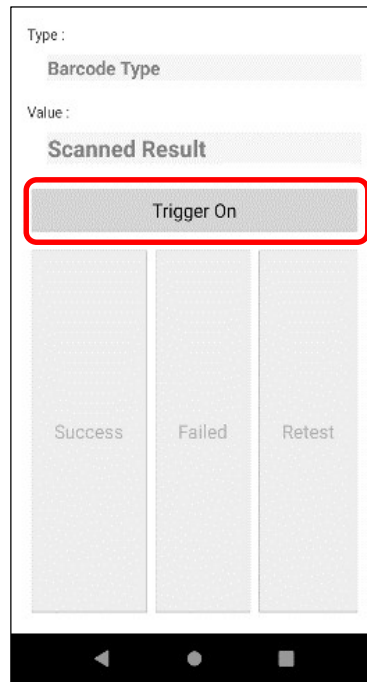 Type :
Barcode Type
Value :
Scanned Result
Trigger On
Success Failed Retest